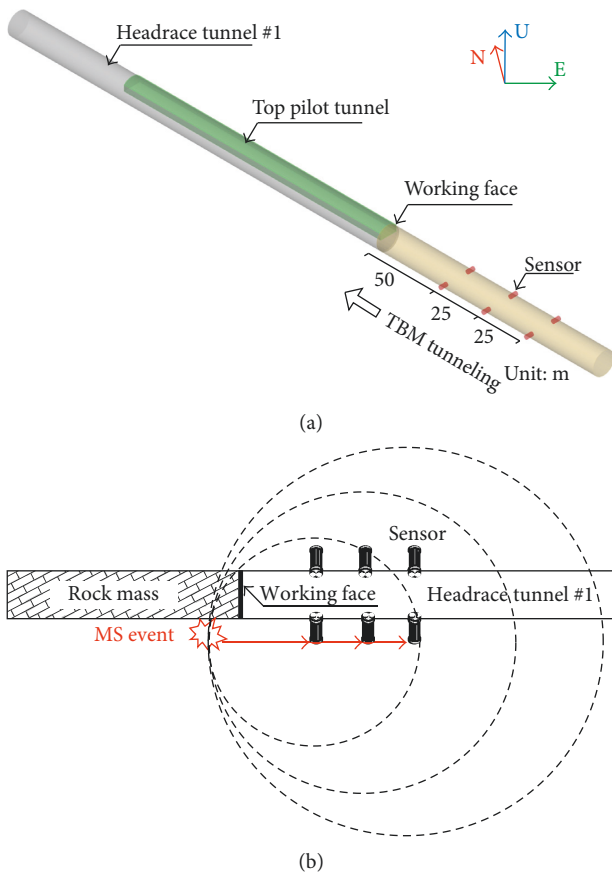 Headrace tunnel #1
U
N
E
Top pilot tunnel
Working face
Sensor
50
25
25
TBM tunneling
Unit: m
(a)
Sensor
Rock mass
Working face
Headrace tunnel #1
MS event
(b)